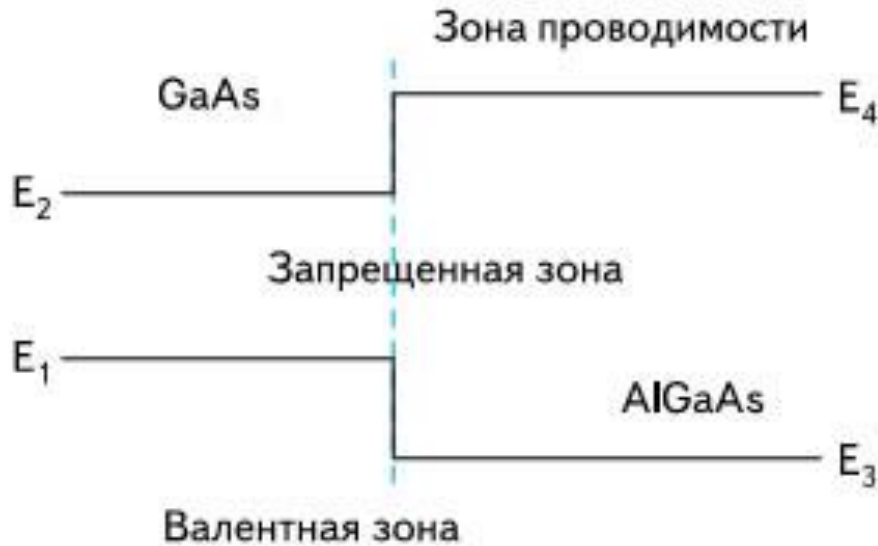 Зона проводимости
GaAs
E₄
E₂
Запрещенная зона
E₁
AlGaAs
E₃
Валентная зона